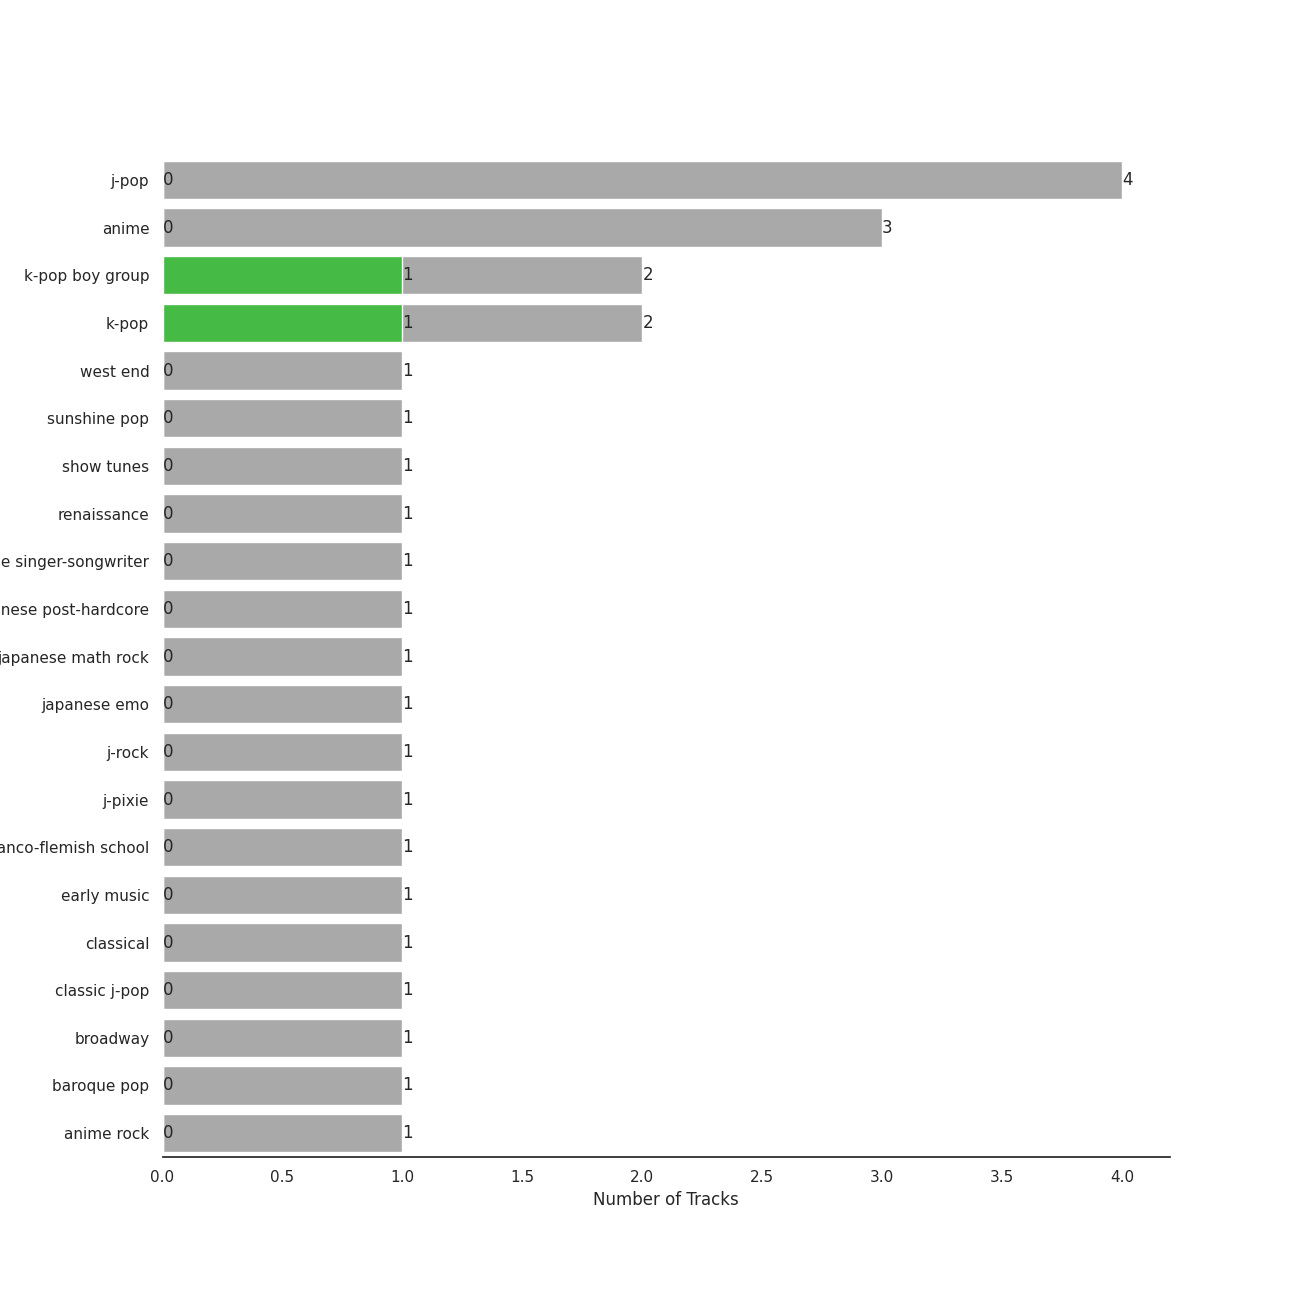 j-pop 0 4
anime 0 3
k-pop boy group 1 2
k-pop 1 2
west end 0 1
sunshine pop 0 1
show tunes 0 1
renaissance 0 1
e singer-songwriter 0 1
nese post-hardcore 0 1
japanese math rock 0 1
japanese emo 0 1
j-rock 0 1
j-pixie 0 1
anco-flemish school 0 1
early music 0 1
classical 0 1
classic j-pop 0 1
broadway 0 1
baroque pop 0 1
anime rock 0 1
0.0 0.5 1.0 1.5 2.0 2.5 3.0 3.5 4.0
Number of Tracks